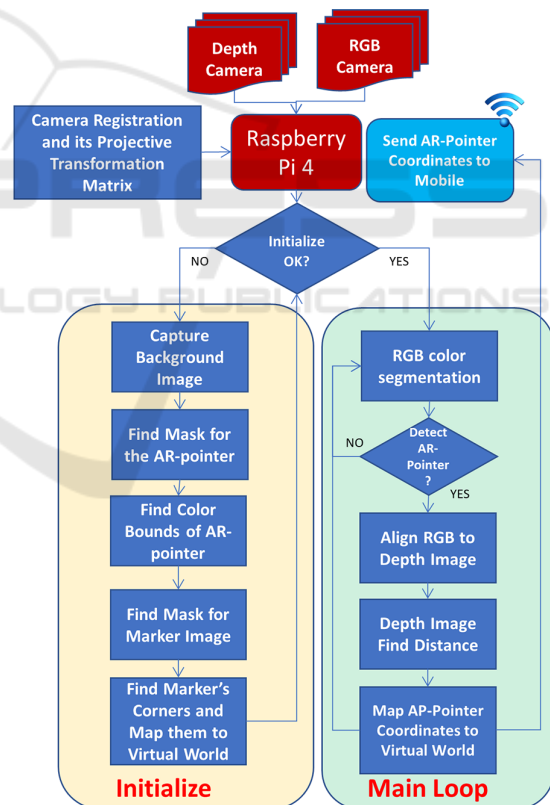 Depth
Camera
RGB
Camera
Camera Registration
and its Projective
Transformation
Matrix
Raspberry
Pi 4
Send AR-Pointer
Coordinates to
Mobile
Initialize
OK?
NO
YES
Capture
Background
Image
Find Mask for
the AR-pointer
Find Color
Bounds of AR-
pointer
Find Mask for
Marker Image
Find Marker's
Corners and
Map them to
Virtual World
Initialize
RGB color
segmentation
Detect
AR-
Pointer
?
NO
YES
Align RGB to
Depth Image
Depth Image
Find Distance
Map AP-Pointer
Coordinates to
Virtual World
Main Loop
PRESS
OLOGY PUBLICATIONS